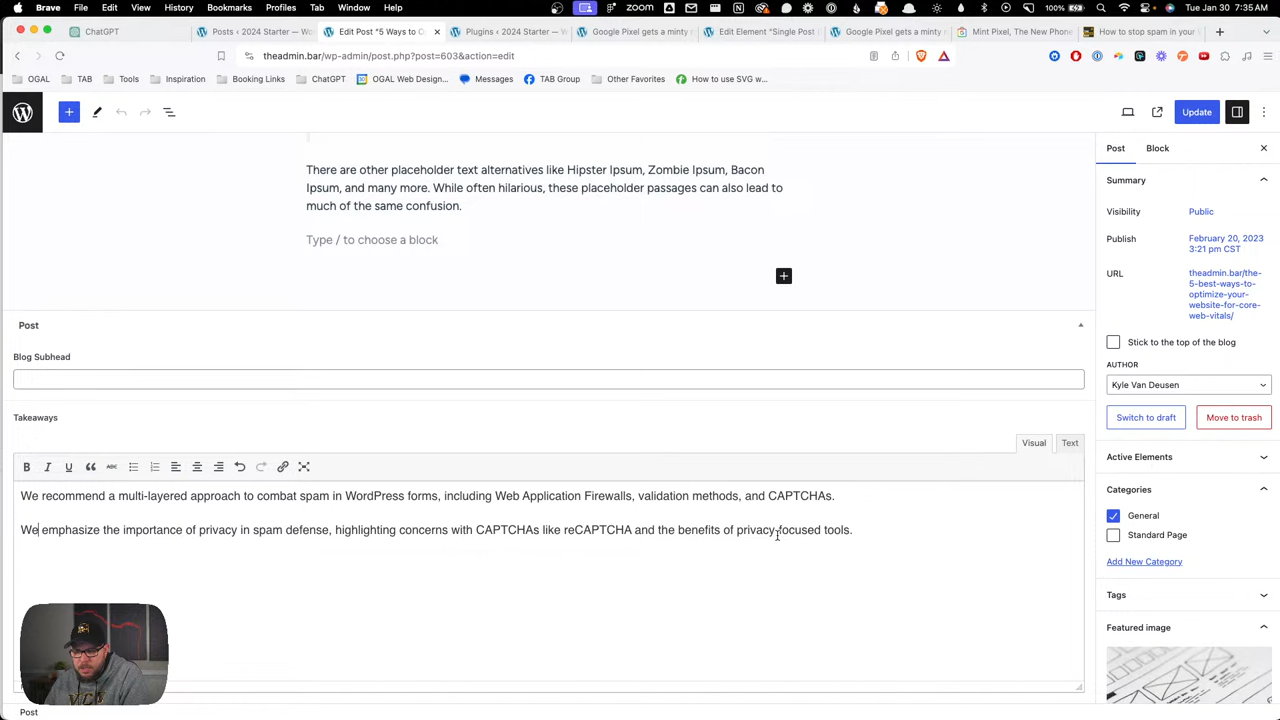 Arc File Edit View History Bookmarks Profiles Tab Window Help
ZOOM
100%
Tue Jan 30 7:35 AM
ChatGPT
Posts ‹ 2024 Starter — Wo
Edit Post "5 Ways to O
Plugins ‹ 2024 Starter — W
Google Pixel gets a minty r
Edit Element "Single Post
Google Pixel gets a minty r
Mint Pixel, The New Phone
How to stop spam in your
theadmin.bar/wp-admin/post.php?post=603&action=edit
OGAL
TAB
Tools
Inspiration
Booking Links
ChatGPT
OGAL Web Design...
Messages
TAB Group
Other Favorites
How to use SVG w...
Update
There are other placeholder text alternatives like Hipster Ipsum, Zombie Ipsum, Bacon
Ipsum, and many more. While often hilarious, these placeholder passages can also lead to
much of the same confusion.
Type / to choose a block
Post
Blog Subhead
Takeaways
Visual Text
B I U ABC
We recommend a multi-layered approach to combat spam in WordPress forms, including Web Application Firewalls, validation methods, and CAPTCHAs.
We emphasize the importance of privacy in spam defense, highlighting concerns with CAPTCHAs like reCAPTCHA and the benefits of privacy-focused tools.
Post
Post Block
Summary
Visibility Public
Publish February 20, 2023
3:21 pm CST
URL theadmin.bar/the-
5-best-ways-to-
optimize-your-
website-for-core-
web-vitals/
Stick to the top of the blog
AUTHOR
Kyle Van Deusen
Switch to draft Move to trash
Active Elements
Categories
General
Standard Page
Add New Category
Tags
Featured image